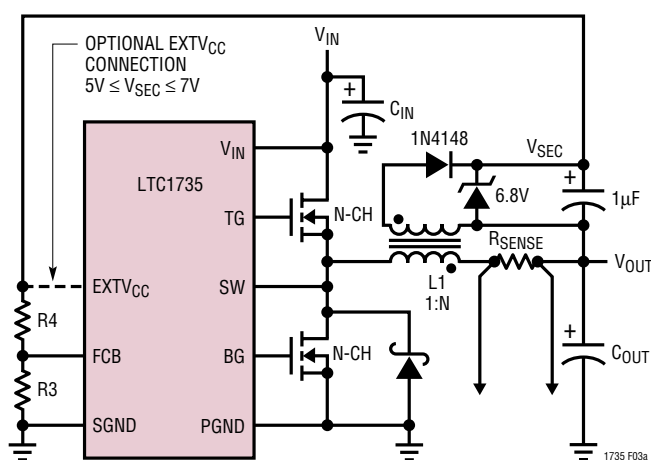 OPTIONAL EXTVCC
CONNECTION
5V ≤ VSEC ≤ 7V
VIN
+
CIN
1N4148
VSEC
6.8V
+
1µF
VIN
LTC1735
TG
N-CH
RSENSE
VOUT
L1
1:N
EXTVCC
SW
R4
FCB
BG
N-CH
+
COUT
R3
SGND
PGND
1735 F03a